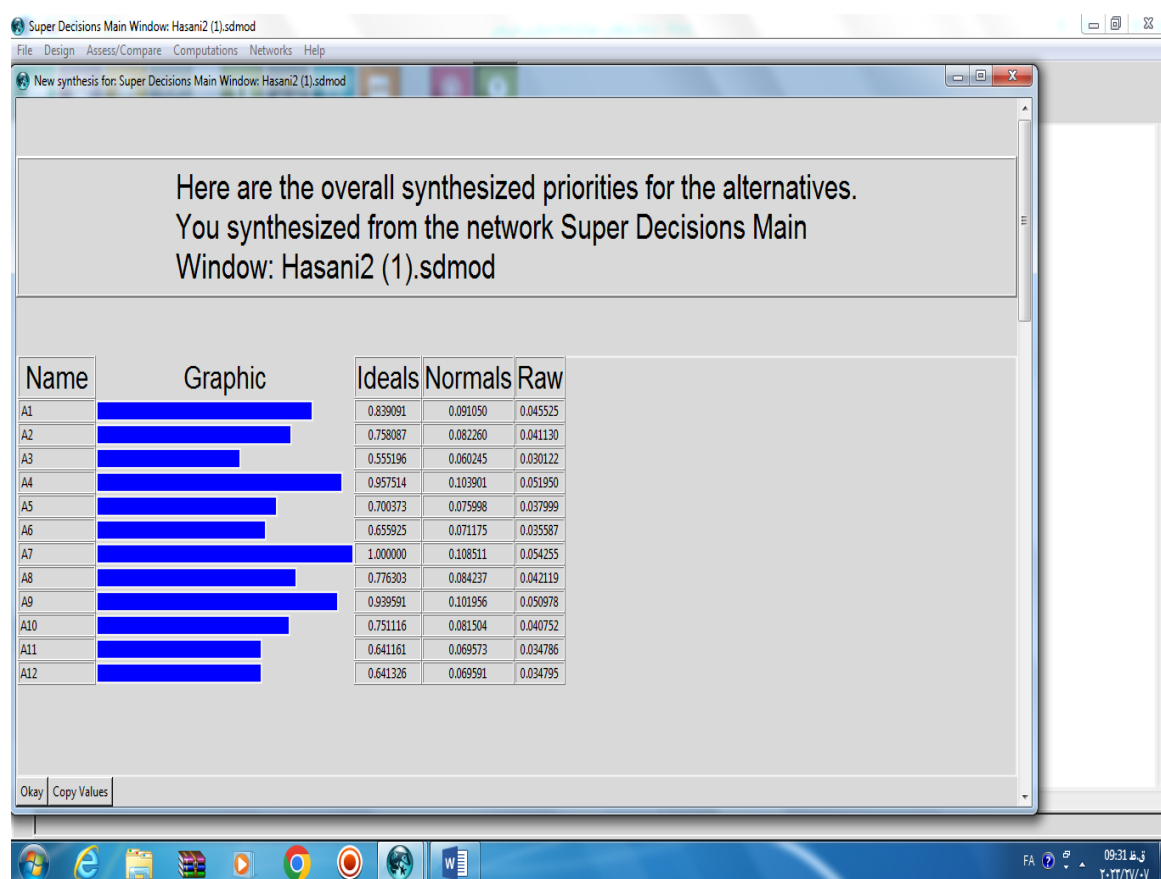 Super Decisions Main Window: Hasani2 (1).sdmod
File Design Assess/Compare Computations Networks Help
New synthesis for: Super Decisions Main Window: Hasani2 (1).sdmod
Here are the overall synthesized priorities for the alternatives.
You synthesized from the network Super Decisions Main
Window: Hasani2 (1).sdmod
Name Graphic Ideals Normals Raw
A1 0.839091 0.091050 0.045525
A2 0.758087 0.082260 0.041130
A3 0.555196 0.060245 0.030122
A4 0.957514 0.103901 0.051950
A5 0.700373 0.075998 0.037999
A6 0.655925 0.071175 0.035587
A7 1.000000 0.108511 0.054255
A8 0.776303 0.084237 0.042119
A9 0.939591 0.101956 0.050978
A10 0.751116 0.081504 0.040752
A11 0.641161 0.069573 0.034786
A12 0.641326 0.069591 0.034795
Okay Copy Values
FA 09:31 ق.ظ